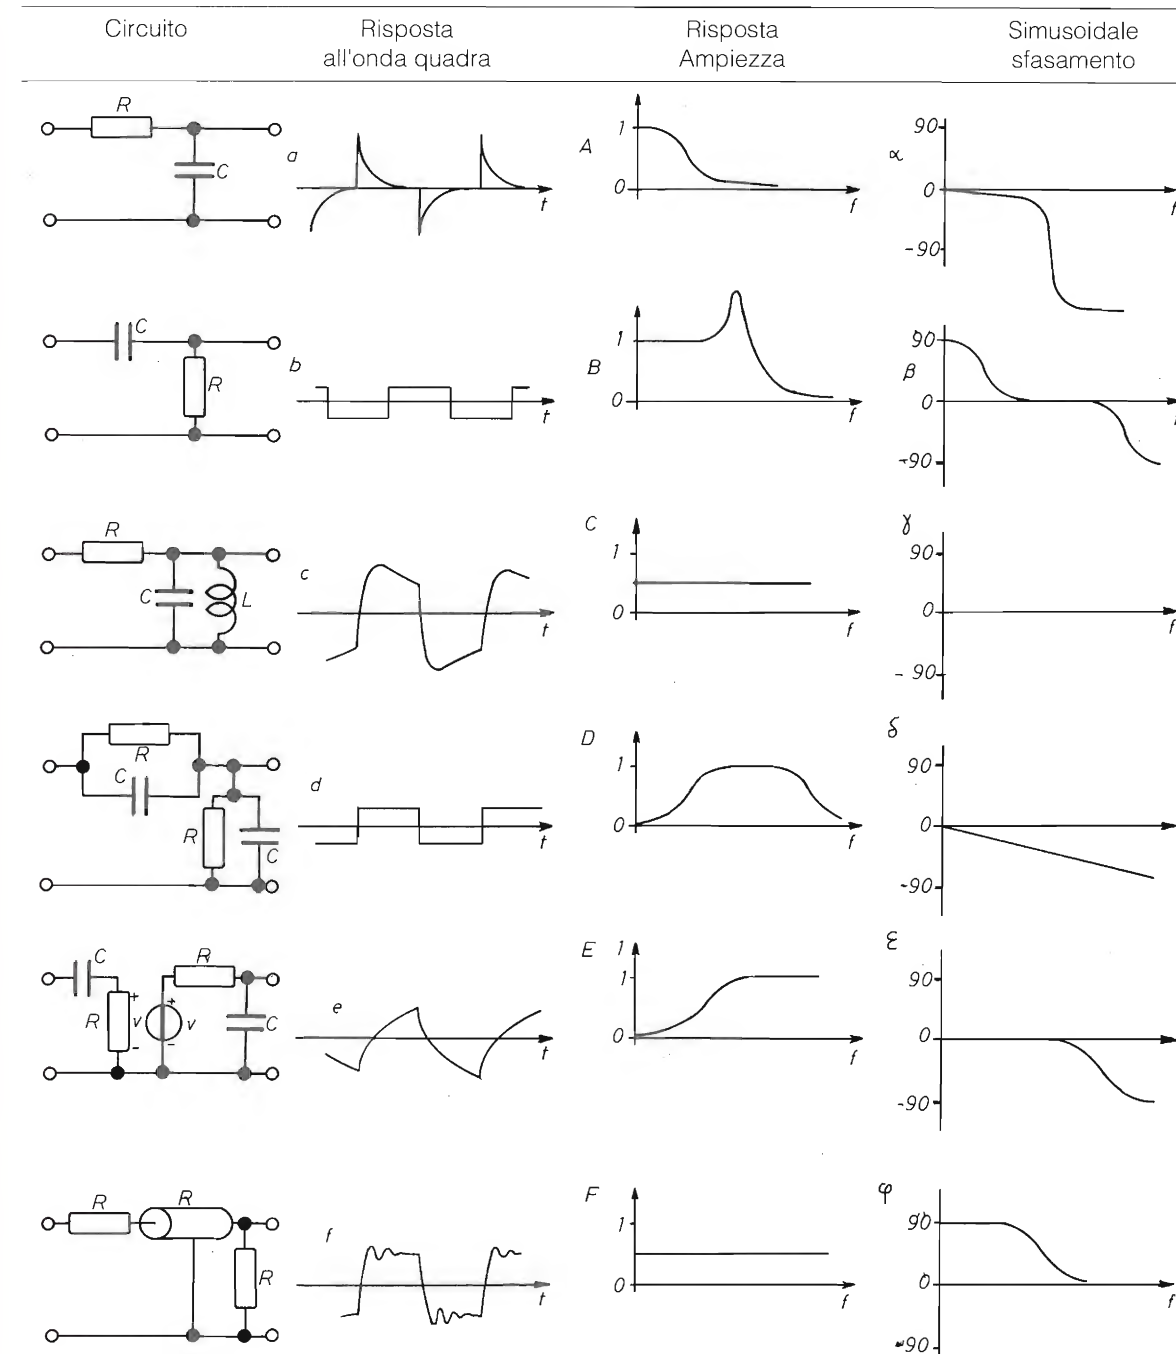 Circuito
Risposta
all'onda quadra
Risposta
Ampiezza
Simusoidale
sfasamento
R
C
a
t
A
1
0
f
α
90
0
-90
f
C
R
b
t
B
1
0
f
β
90
0
-90
f
R
C
L
c
t
C
1
0
f
γ
90
0
-90
f
R
C
R
C
d
t
D
1
0
f
δ
90
0
-90
C
R
v
+
-
+
-
v
R
C
e
t
E
1
1
0
f
ε
90
0
-90
R
R
R
f
t
F
1
0
f
φ
90
0
-90
f